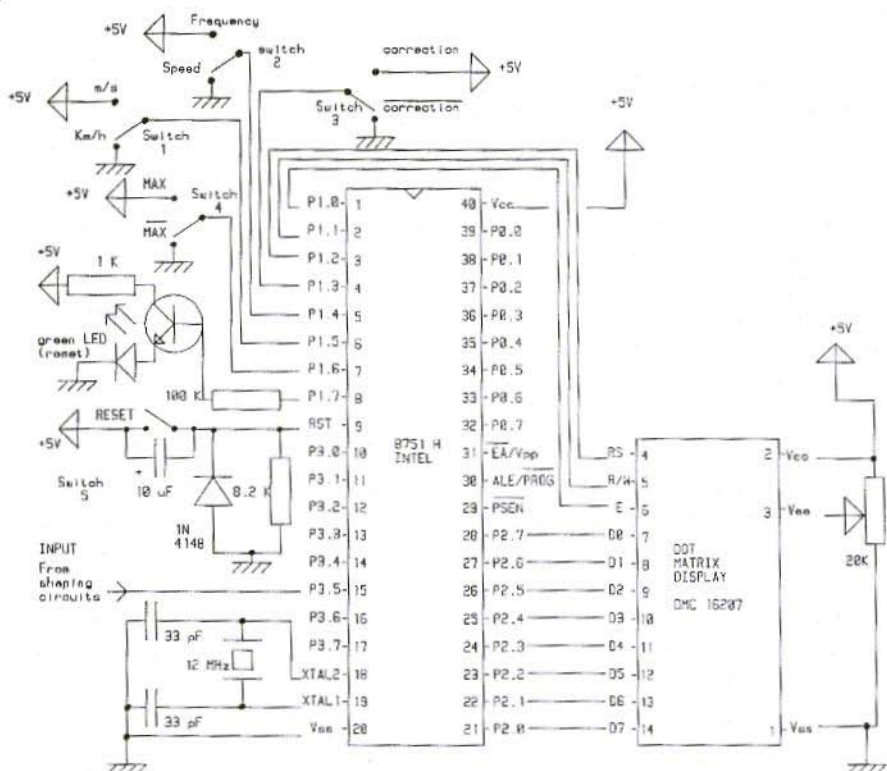 Frequency
+5V
switch
2
Speed
correction
+5V
Switch
3
correction
m/s
+5V
Km/h
Switch
1
+5V
MAX
+5V
Switch
4
MAX
+5V
1 K
green LED
(reset)
100 K
RESET
+5V
Switch
5
+
10 uF
1N
4148
8.2 K
INPUT
From
shaping
circuits
33 pF
12 MHz
33 pF
P1.0 1
P1.1 2
P1.2 3
P1.3 4
P1.4 5
P1.5 6
P1.6 7
P1.7 8
RST 9
P3.0 10
P3.1 11
P3.2 12
P3.3 13
P3.4 14
P3.5 15
P3.6 16
P3.7 17
XTAL2 18
XTAL1 19
Vss 20
8751 H
INTEL
40 Vcc
39 P0.0
38 P0.1
37 P0.2
36 P0.3
35 P0.4
34 P0.5
33 P0.6
32 P0.7
31 EA/Vpp
30 ALE/PROG
29 PSEN
28 P2.7
27 P2.6
26 P2.5
25 P2.4
24 P2.3
23 P2.2
22 P2.1
21 P2.0
RS 4
R/W 5
E 6
D0 7
D1 8
D2 9
D3 10
D4 11
D5 12
D6 13
D7 14
DOT
MATRIX
DISPLAY
DMC 16207
2 Vcc
3 Vee
1 Vss
+5V
20K